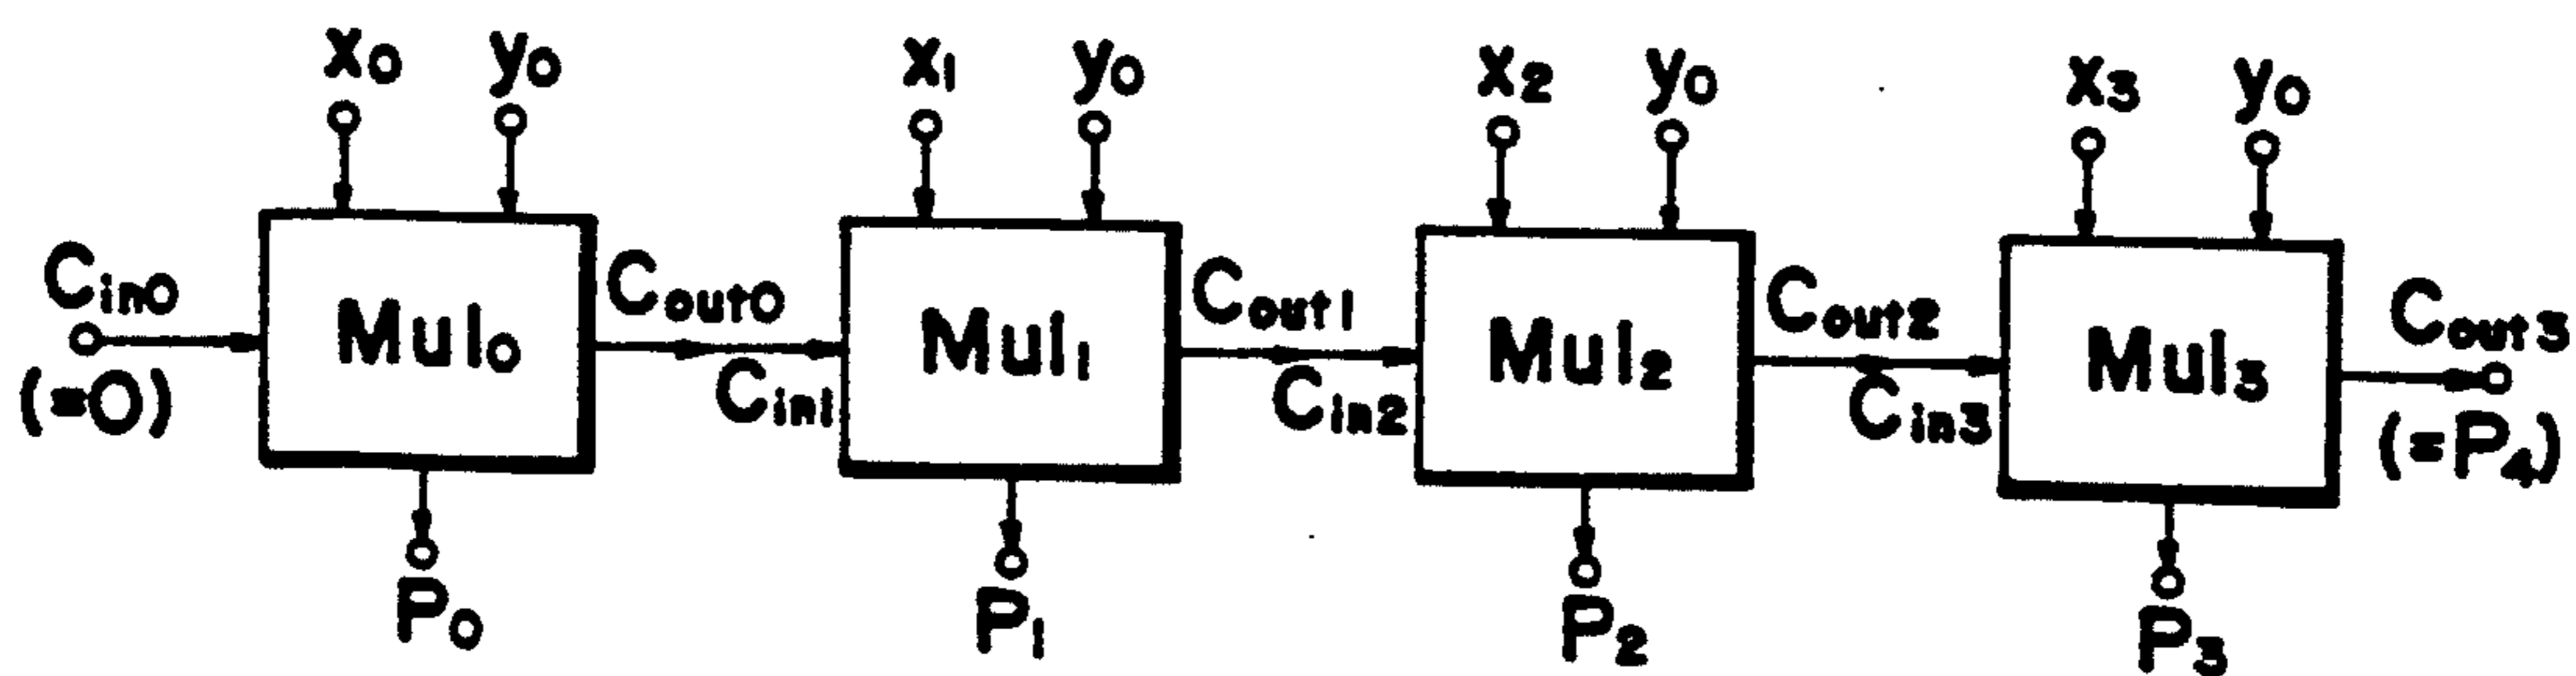 x0 y0 x1 y0 x2 y0 x3 y0
Cin0 Cout0 Cout1 Cout2 Cout3
(=0) Mul0 Cin1 Mul1 Cin2 Mul2 Cin3 Mul3 (=P4)
P0 P1 P2 P3